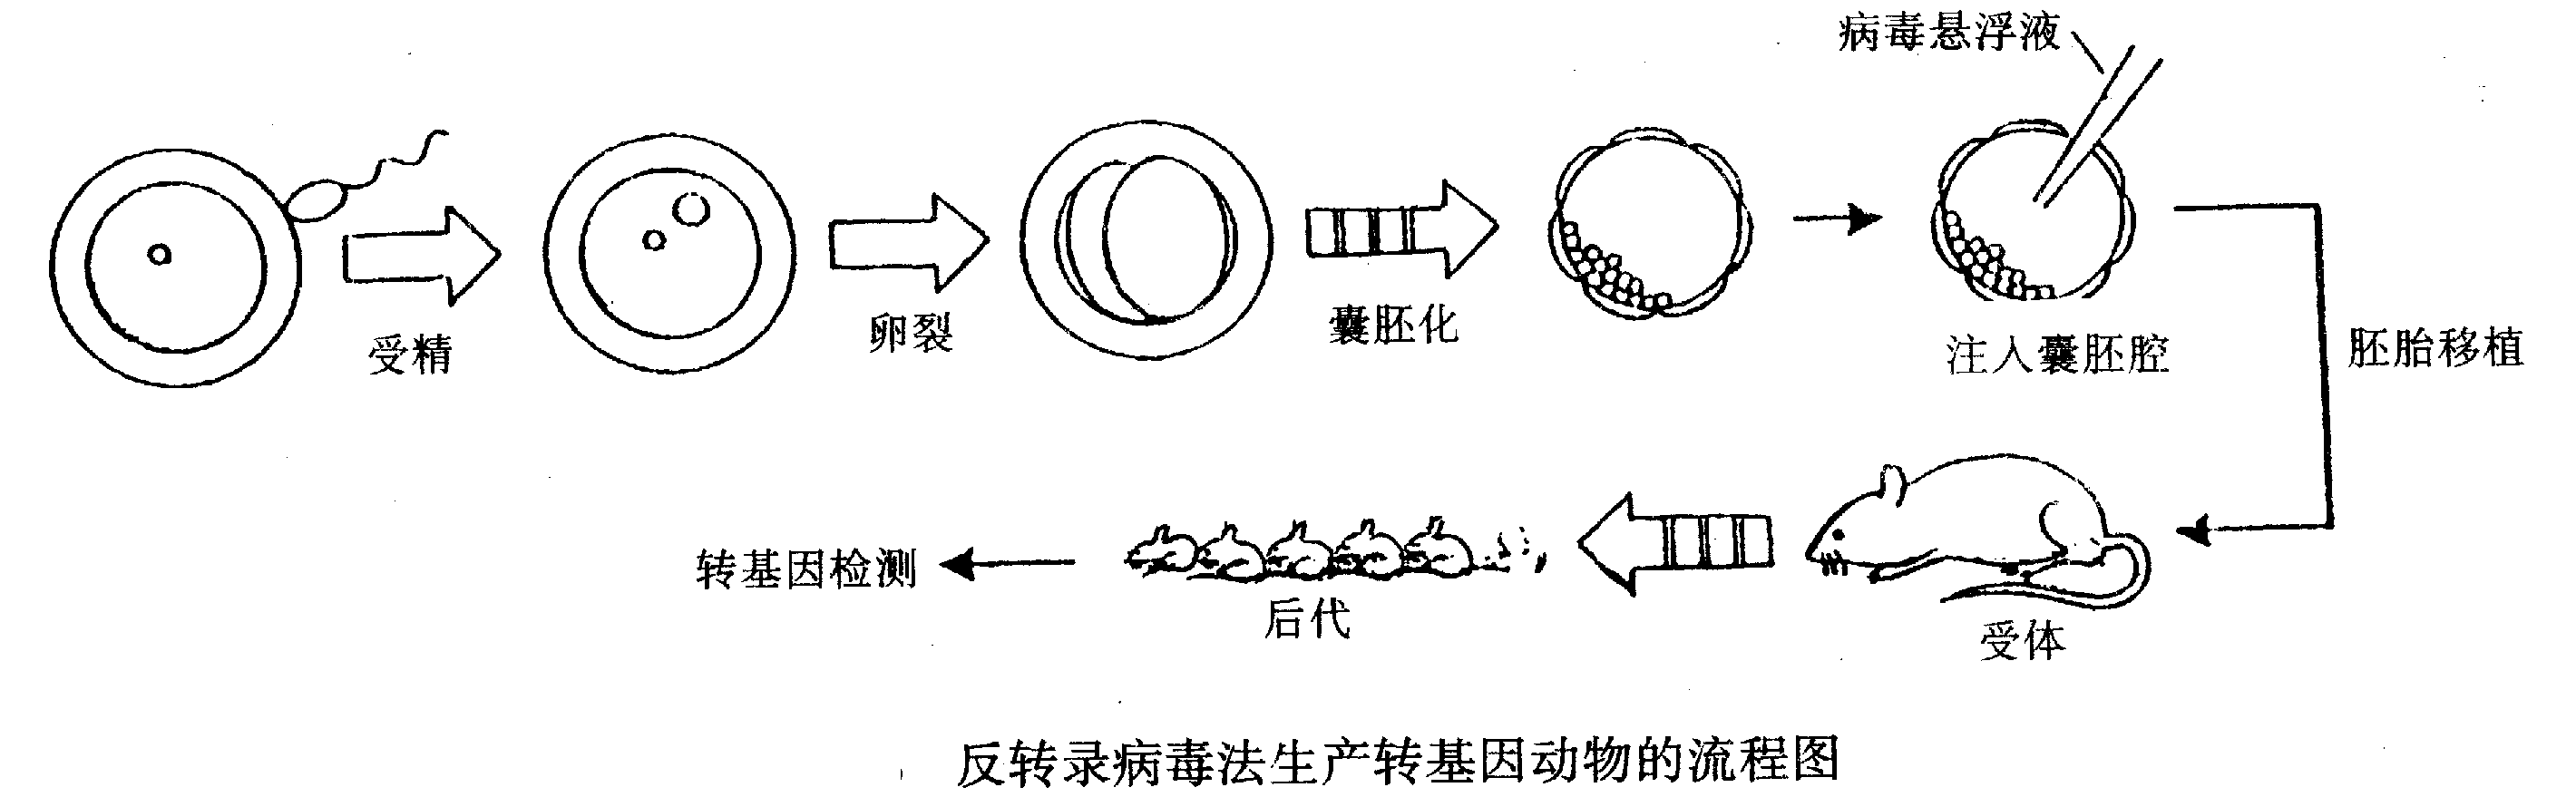 病毒悬浮液
受精
卵裂
囊胚化
注入囊胚腔
胚胎移植
转基因检测
后代
受体
反转录病毒法生产转基因动物的流程图